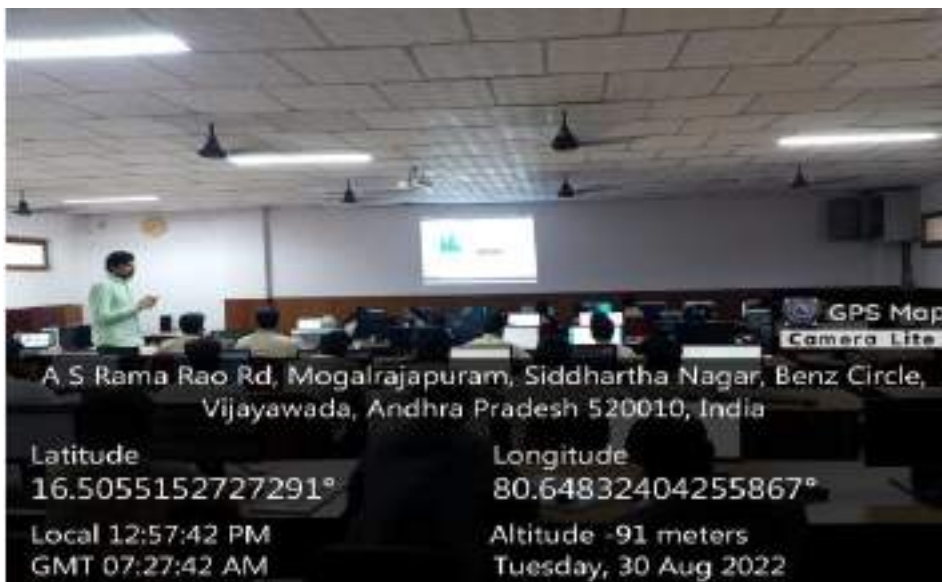 GPS Map
Camera Lite
A S Rama Rao Rd, Mogalrajapuram, Siddhartha Nagar, Benz Circle,
Vijayawada, Andhra Pradesh 520010, India
Latitude
16.5055152727291°
Longitude
80.64832404255867°
Local 12:57:42 PM
GMT 07:27:42 AM
Altitude -91 meters
Tuesday, 30 Aug 2022